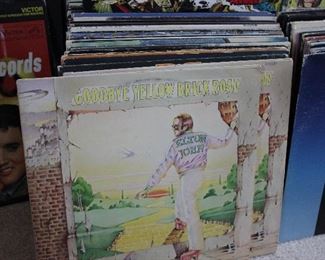 VICTOR
cords
GOODBYE YELLOW BRICK ROAD
ELTON
JOHN